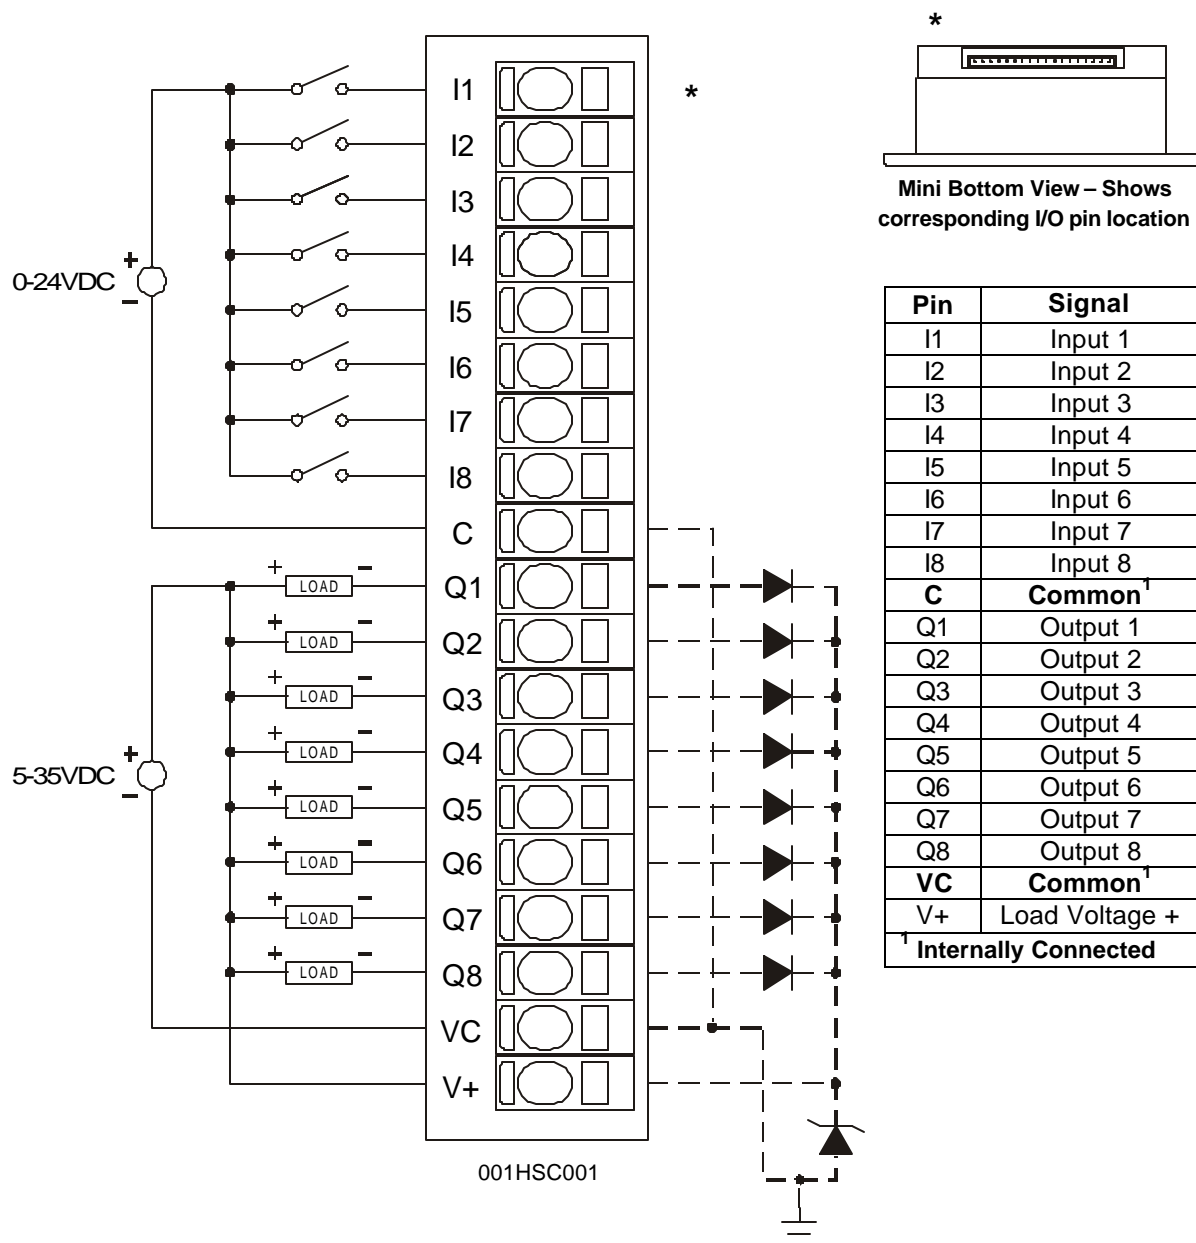 *
I1
I2
I3
I4
I5
I6
I7
I8
C
Q1
Q2
Q3
Q4
Q5
Q6
Q7
Q8
VC
V+
+
0-24VDC
−
+ LOAD −
+ LOAD −
+ LOAD −
+ LOAD −
+ LOAD −
+ LOAD −
+ LOAD −
+ LOAD −
+
5-35VDC
−
001HSC001
*
Mini Bottom View – Shows
corresponding I/O pin location
Pin Signal
I1 Input 1
I2 Input 2
I3 Input 3
I4 Input 4
I5 Input 5
I6 Input 6
I7 Input 7
I8 Input 8
C Common¹
Q1 Output 1
Q2 Output 2
Q3 Output 3
Q4 Output 4
Q5 Output 5
Q6 Output 6
Q7 Output 7
Q8 Output 8
VC Common¹
V+ Load Voltage +
¹ Internally Connected